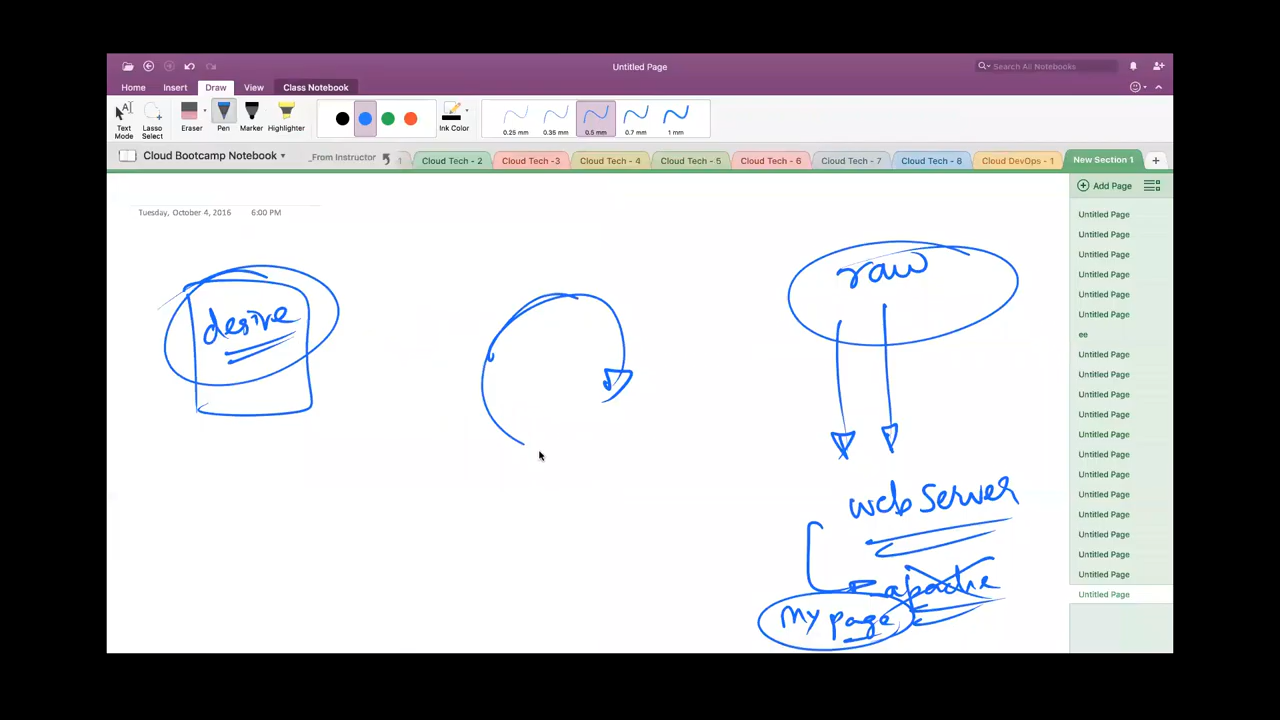 Untitled Page
Search All Notebooks
Home Insert Draw View Class Notebook
Text Mode
Lasso Select
Eraser
Pen
Marker
Highlighter
Ink Color
0.25 mm
0.35 mm
0.5 mm
0.7 mm
1 mm
Cloud Bootcamp Notebook
_From Instructor
1
Cloud Tech - 2
Cloud Tech -3
Cloud Tech - 4
Cloud Tech - 5
Cloud Tech - 6
Cloud Tech - 7
Cloud Tech - 8
Cloud DevOps - 1
New Section 1
Add Page
Tuesday, October 4, 2016 6:00 PM
desire
raw
web server
apache
My page
Untitled Page
Untitled Page
Untitled Page
Untitled Page
Untitled Page
Untitled Page
ee
Untitled Page
Untitled Page
Untitled Page
Untitled Page
Untitled Page
Untitled Page
Untitled Page
Untitled Page
Untitled Page
Untitled Page
Untitled Page
Untitled Page
Untitled Page